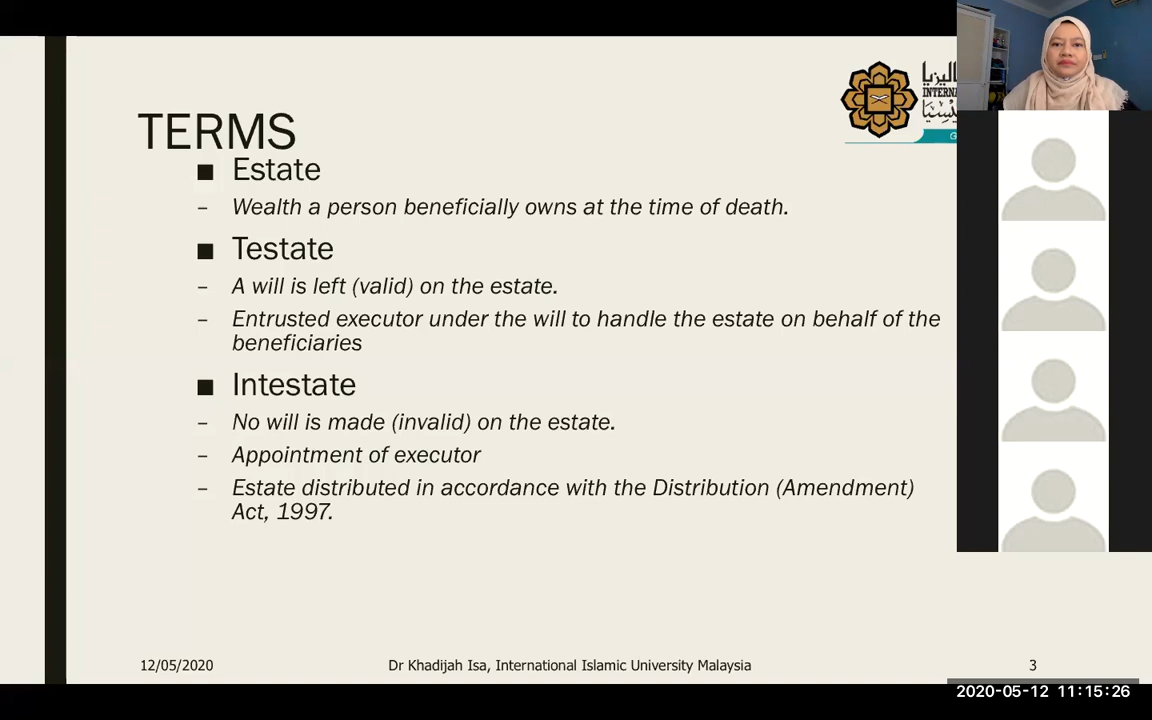 TERMS
■ Estate
– Wealth a person beneficially owns at the time of death.
■ Testate
– A will is left (valid) on the estate.
– Entrusted executor under the will to handle the estate on behalf of the
beneficiaries
■ Intestate
– No will is made (invalid) on the estate.
– Appointment of executor
– Estate distributed in accordance with the Distribution (Amendment)
Act, 1997.
12/05/2020
Dr Khadijah Isa, International Islamic University Malaysia
3
2020-05-12 11:15:26